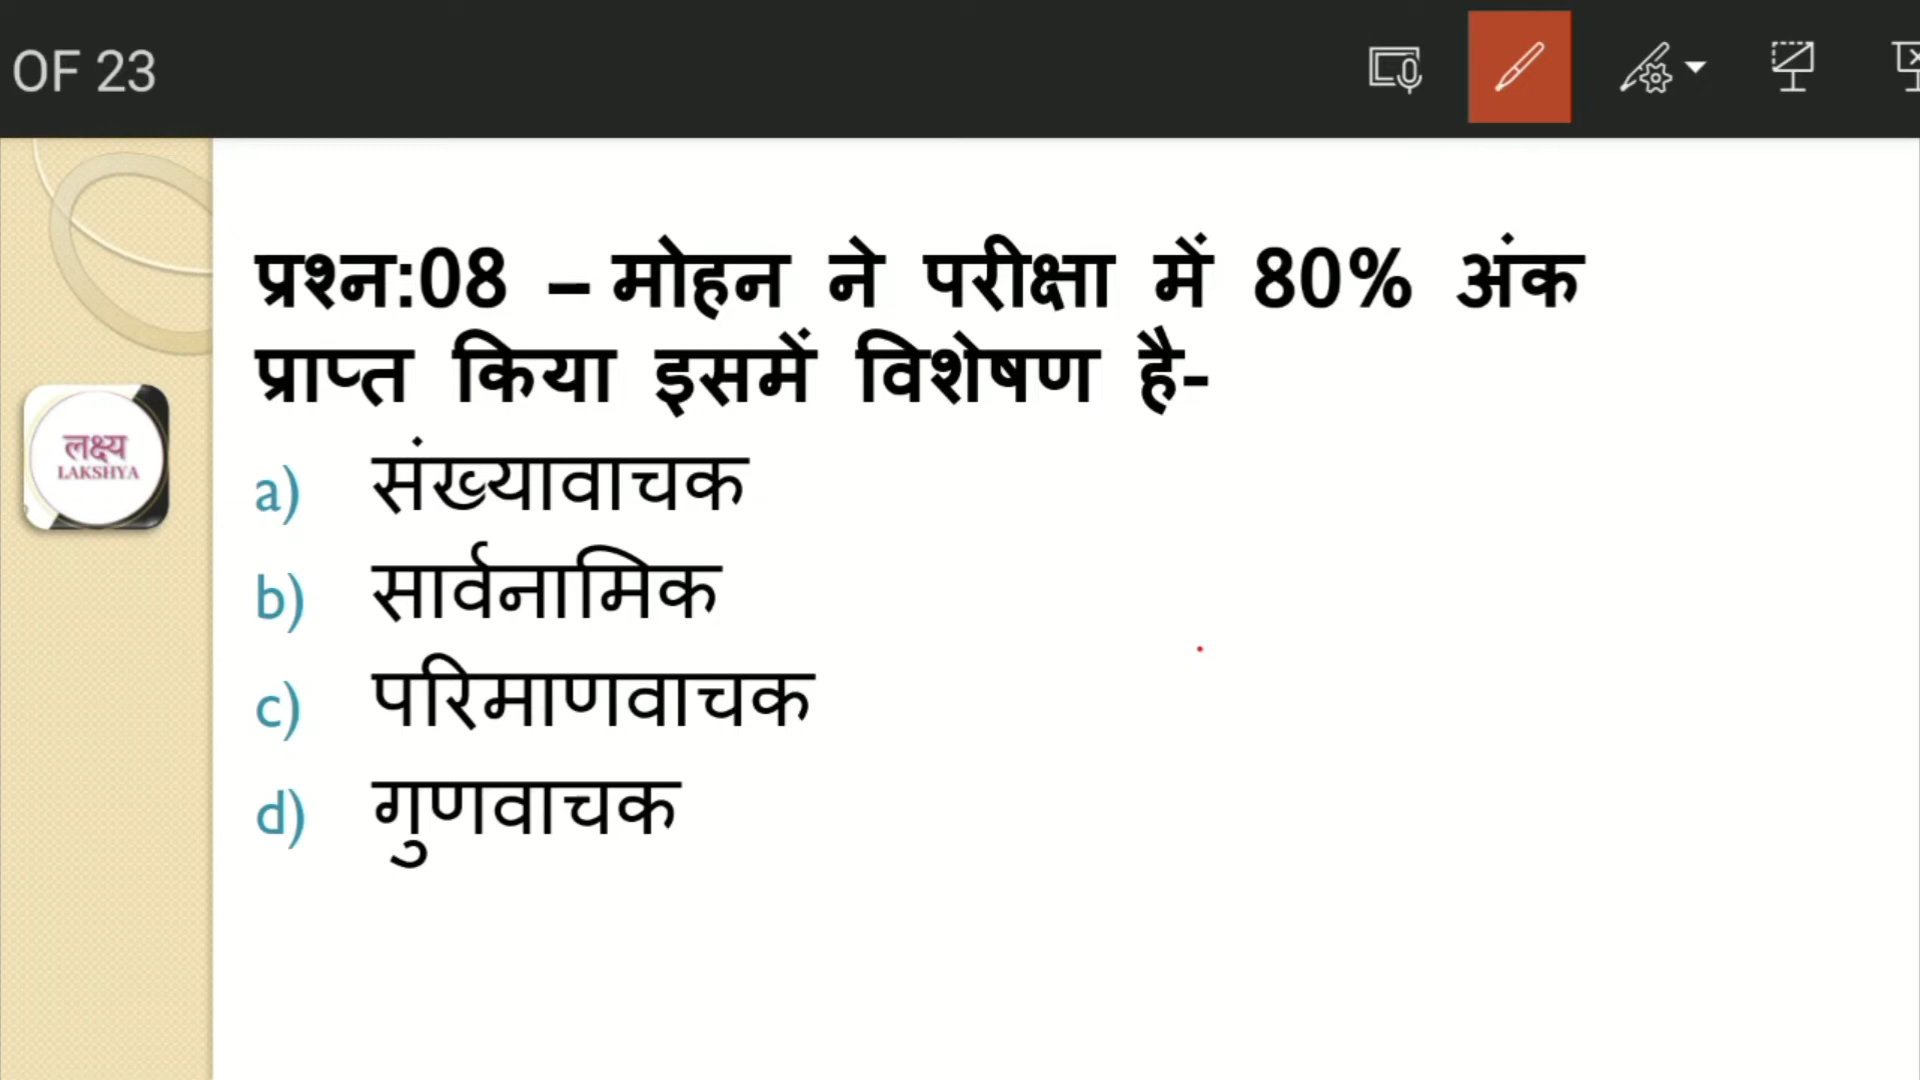 OF 23
प्रश्न:08 – मोहन ने परीक्षा में 80% अंक
प्राप्त किया इसमें विशेषण है-
लक्ष्य
LAKSHYA
a) संख्यावाचक
b) सार्वनामिक
c) परिमाणवाचक
d) गुणवाचक